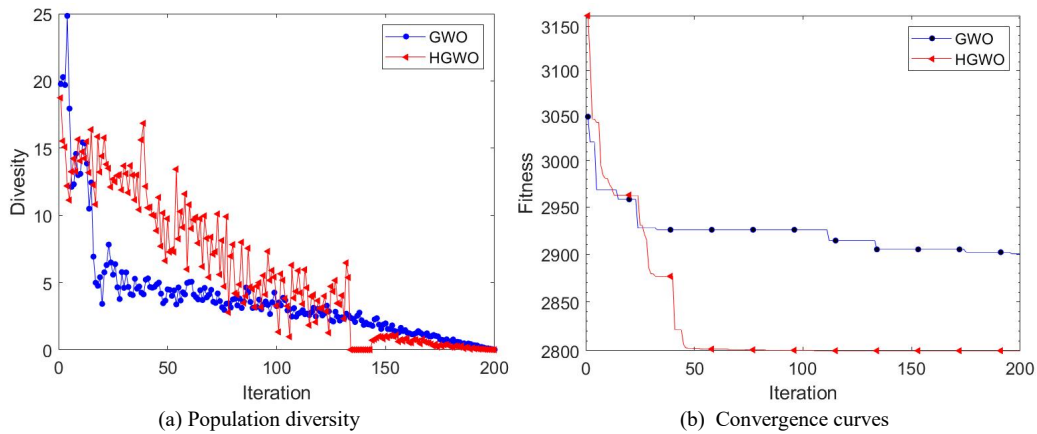 25
20
15
10
5
0
Divesity
0
50
100
150
200
Iteration
GWO
HGWO
(a) Population diversity
3150
3100
3050
3000
2950
2900
2850
2800
Fitness
0
50
100
150
200
Iteration
GWO
HGWO
(b) Convergence curves